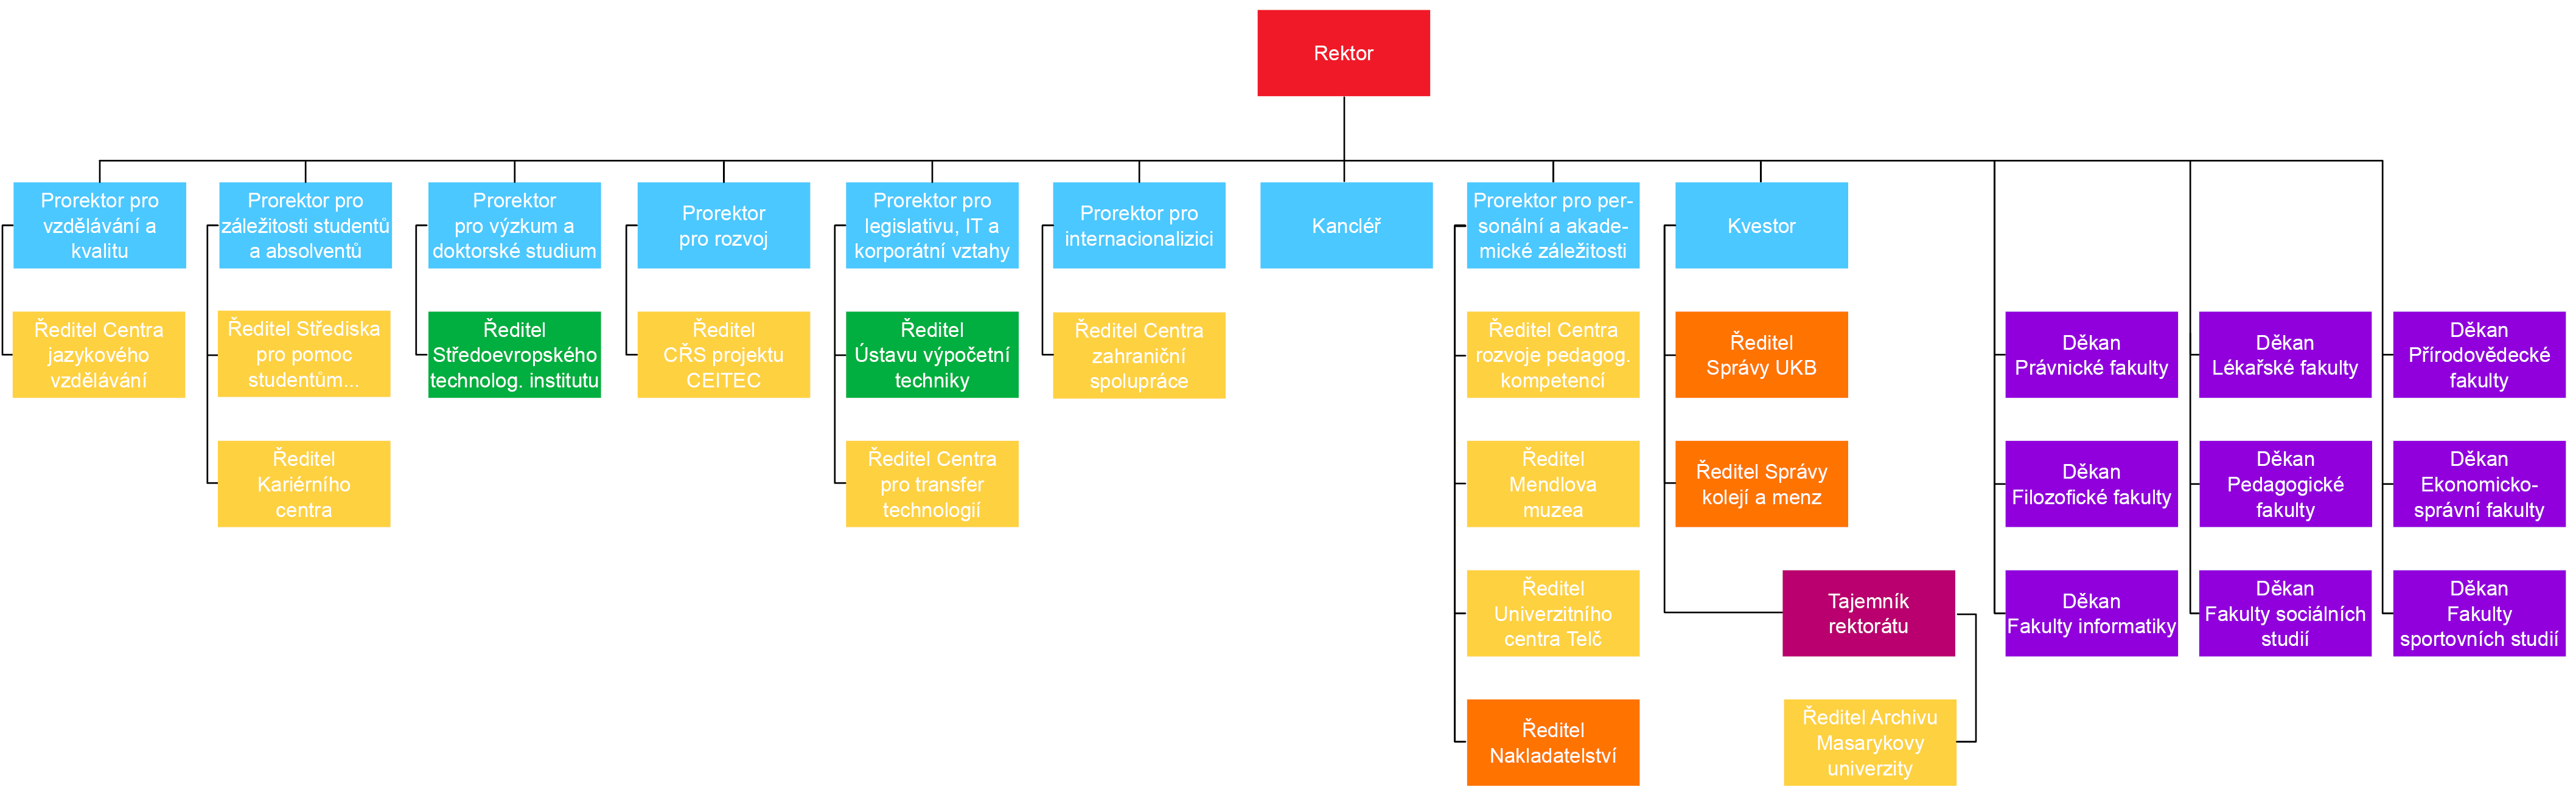 Rektor
Prorektor pro
vzdělávání a
kvalitu
Prorektor pro
záležitosti studentů
a absolventů
Prorektor
pro výzkum a
doktorské studium
Prorektor
pro rozvoj
Prorektor pro
legislativu, IT a
korporátní vztahy
Prorektor pro
internacionalizici
Kancléř
Prorektor pro per-
sonální a akade-
mické záležitosti
Kvestor
Ředitel Centra
jazykového
vzdělávání
Ředitel Střediska
pro pomoc
studentům...
Ředitel
Středoevropského
technolog. institutu
Ředitel
CŘS projektu
CEITEC
Ředitel
Ústavu výpočetní
techniky
Ředitel Centra
zahraniční
spolupráce
Ředitel Centra
rozvoje pedagog.
kompetencí
Ředitel
Správy UKB
Děkan
Právnické fakulty
Děkan
Lékařské fakulty
Děkan
Přírodovědecké
fakulty
Ředitel
Kariérního
centra
Ředitel Centra
pro transfer
technologií
Ředitel
Mendlova
muzea
Ředitel Správy
kolejí a menz
Děkan
Filozofické fakulty
Děkan
Pedagogické
fakulty
Děkan
Ekonomicko-
správní fakulty
Ředitel
Univerzitního
centra Telč
Tajemník
rektorátu
Děkan
Fakulty informatiky
Děkan
Fakulty sociálních
studií
Děkan
Fakulty
sportovních studií
Ředitel
Nakladatelství
Ředitel Archivu
Masarykovy
univerzity